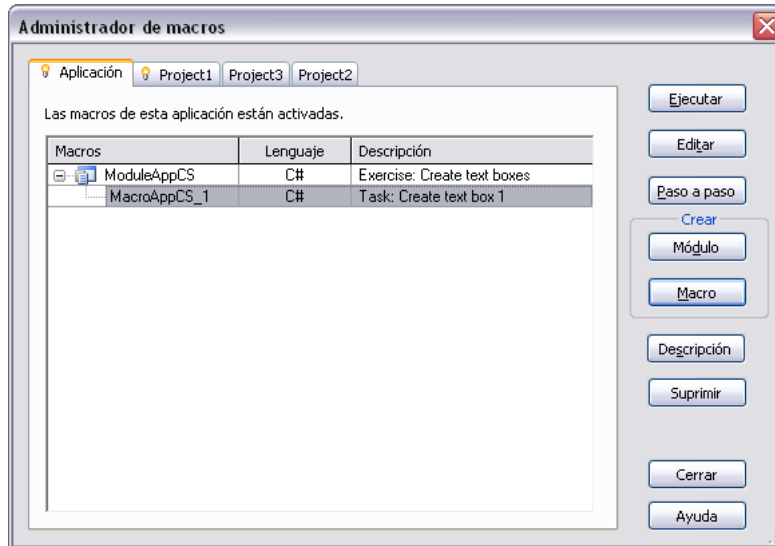 Administrador de macros
Aplicación Project1 Project3 Project2
Las macros de esta aplicación están activadas.
Macros Lenguaje Descripción
ModuleAppCS C# Exercise: Create text boxes
MacroAppCS_1 C# Task: Create text box 1
Ejecutar
Editar
Paso a paso
Crear
Módulo
Macro
Descripción
Suprimir
Cerrar
Ayuda